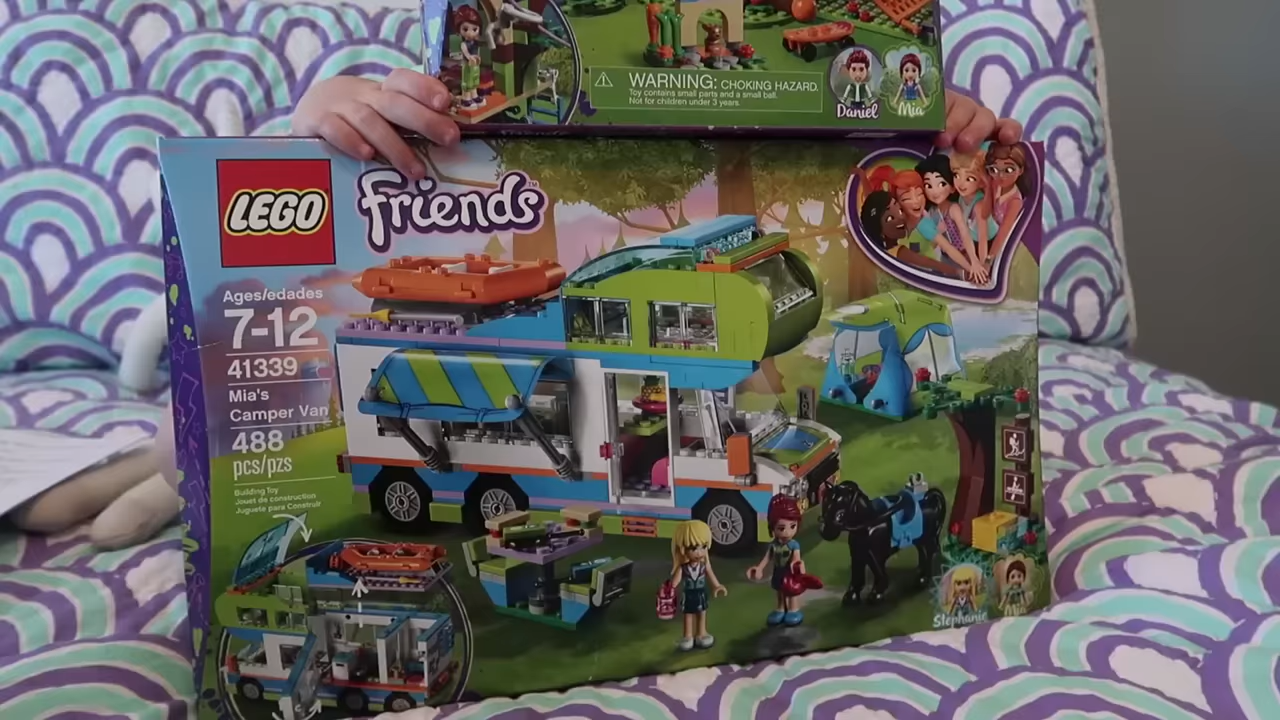 WARNING: CHOKING HAZARD.
Toy contains small parts and a small ball.
Not for children under 3 years.
Daniel
Mia
Friends
LEGO
friends
Ages/edades
7-12
41339
Mia's
Camper Van
488
pcs/pzs
Building Toy
Jouet de construction
Juguete para Construir
Stephanie
Mia